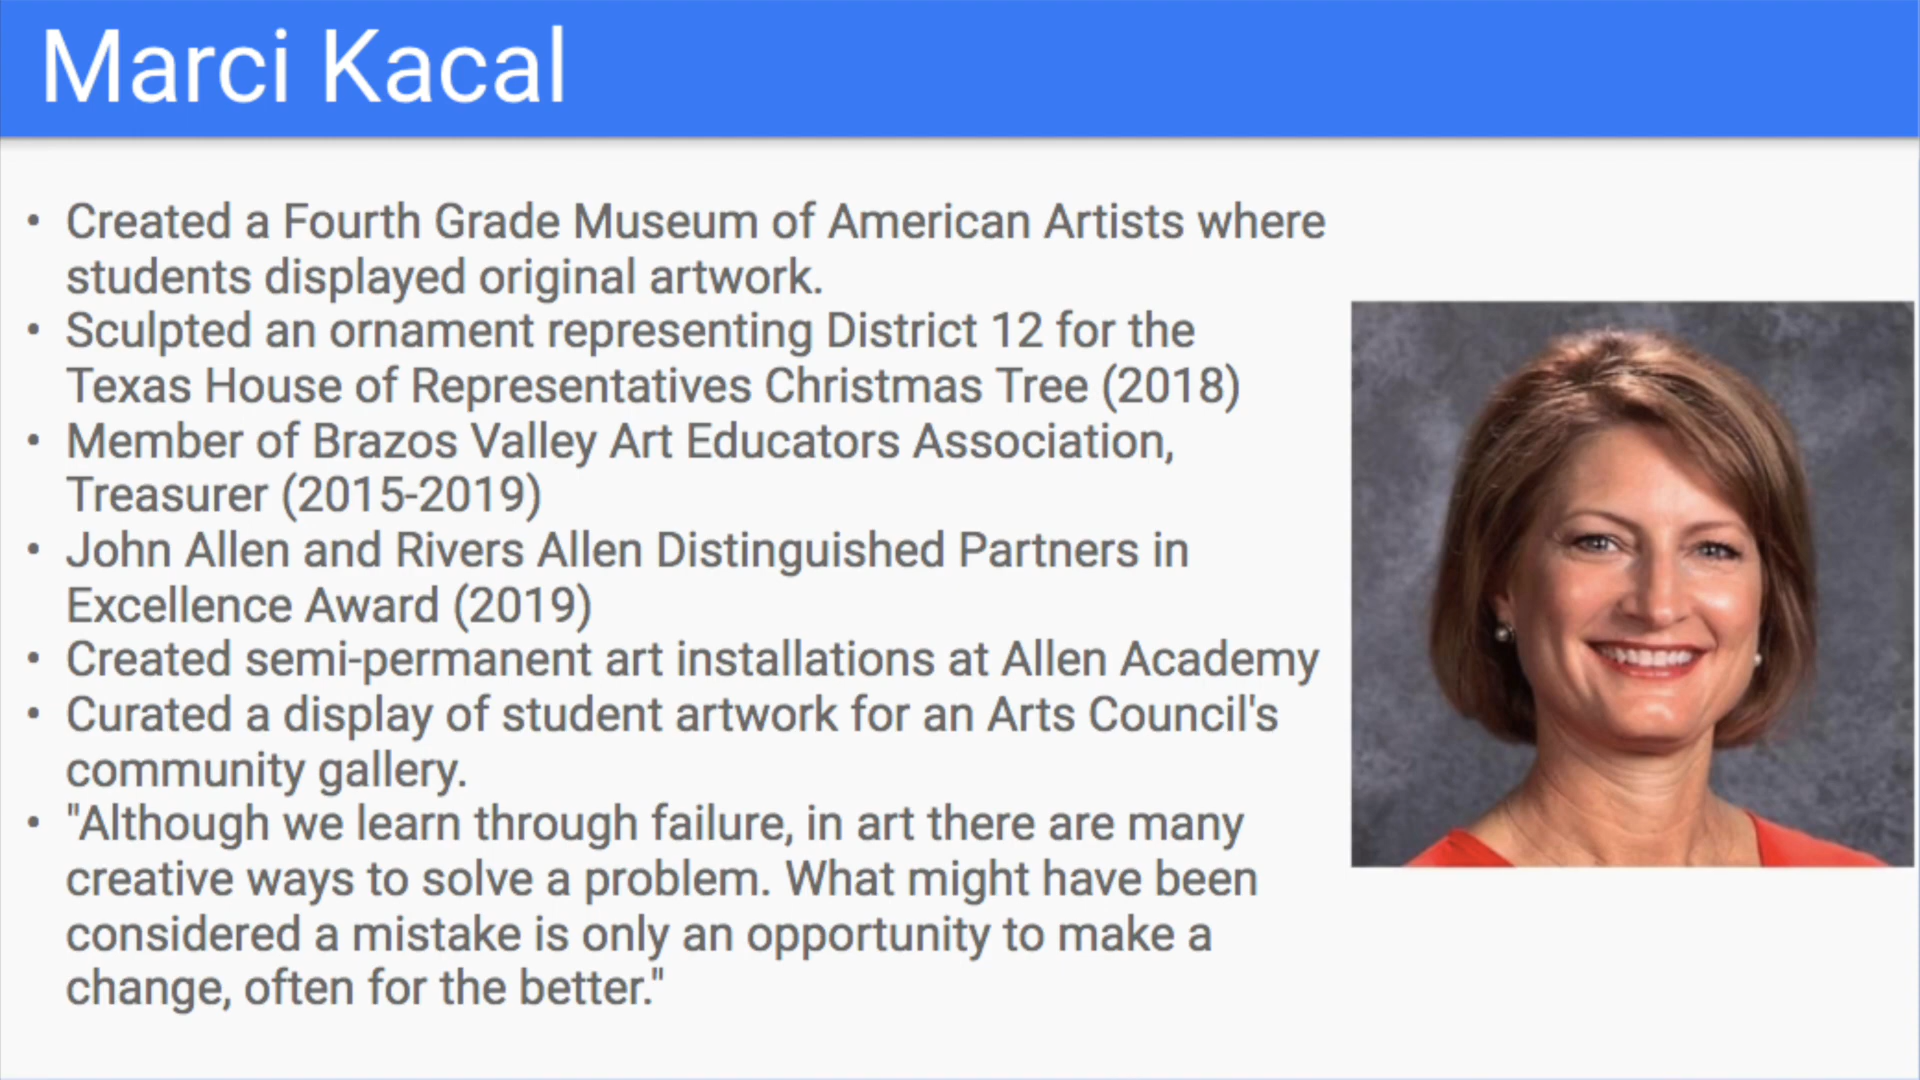 Marci Kacal
• Created a Fourth Grade Museum of American Artists where
students displayed original artwork.
• Sculpted an ornament representing District 12 for the
Texas House of Representatives Christmas Tree (2018)
• Member of Brazos Valley Art Educators Association,
Treasurer (2015-2019)
• John Allen and Rivers Allen Distinguished Partners in
Excellence Award (2019)
• Created semi-permanent art installations at Allen Academy
• Curated a display of student artwork for an Arts Council's
community gallery.
• "Although we learn through failure, in art there are many
creative ways to solve a problem. What might have been
considered a mistake is only an opportunity to make a
change, often for the better."